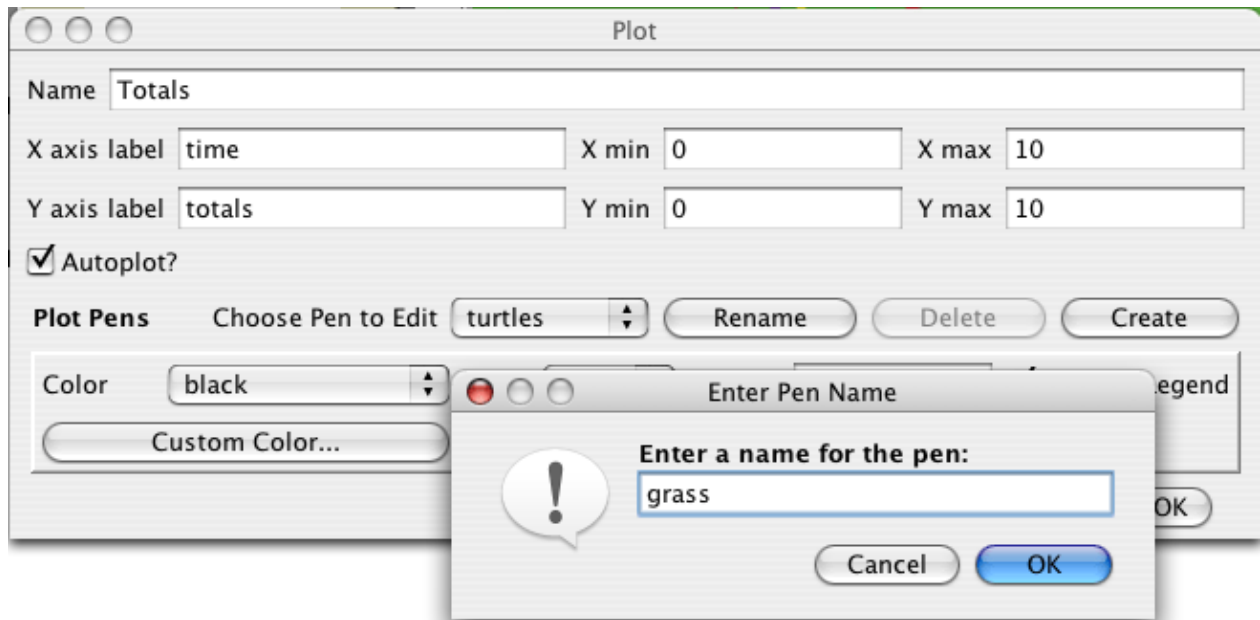 Plot
Name Totals
X axis label time X min 0 X max 10
Y axis label totals Y min 0 Y max 10
Autoplot?
Plot Pens Choose Pen to Edit turtles Rename Delete Create
Color black
Custom Color...
OK
Enter Pen Name
Enter a name for the pen:
grass
Cancel OK